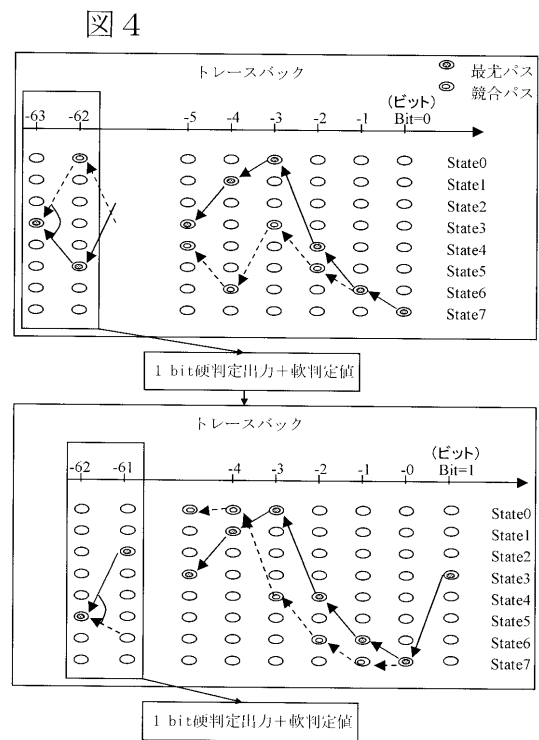 図4
トレースバック
最尤パス
競合パス
(ビット)
-63 -62 -5 -4 -3 -2 -1 Bit=0
State0
State1
State2
State3
State4
State5
State6
State7
1 bit硬判定出力+軟判定値
トレースバック
(ビット)
-62 -61 -4 -3 -2 -1 -0 Bit=1
State0
State1
State2
State3
State4
State5
State6
State7
1 bit硬判定出力+軟判定値